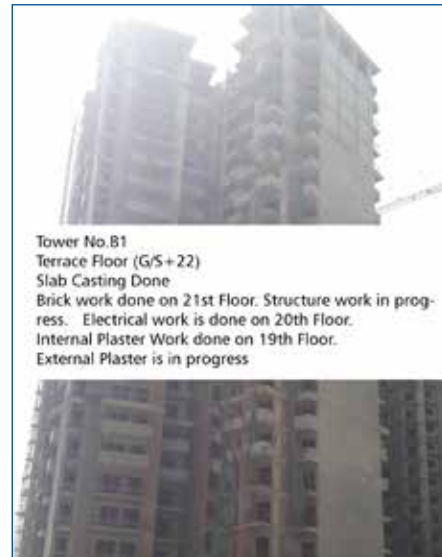 Tower No.B1
Terrace Floor (G/S+22)
Slab Casting Done
Brick work done on 21st Floor. Structure work in prog-
ress.   Electrical work is done on 20th Floor.
Internal Plaster Work done on 19th Floor.
External Plaster is in progress